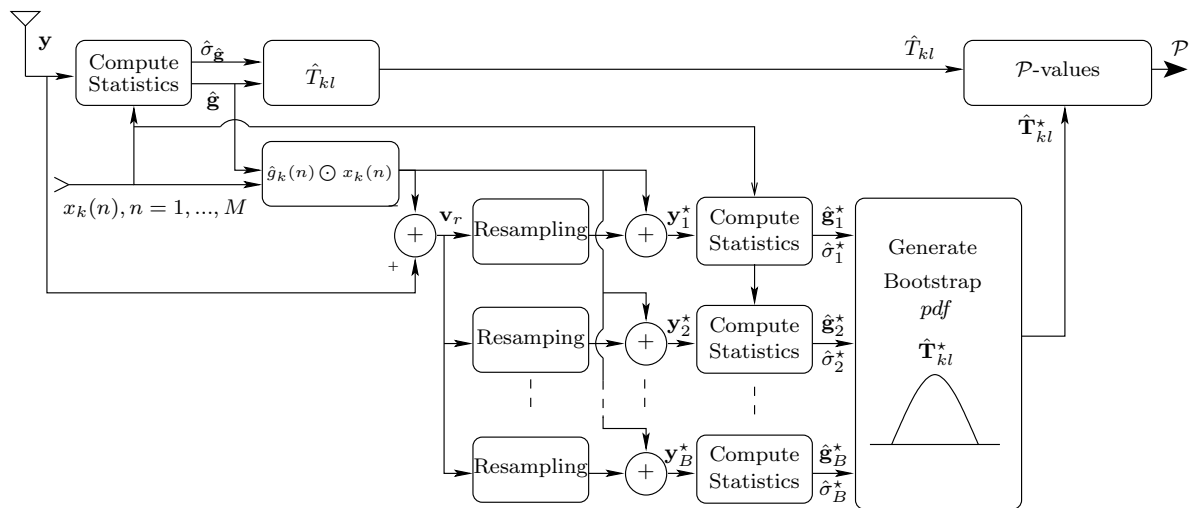 y
Compute
Statistics
σ̂_ĝ
ĝ
T̂_kl
T̂_kl
𝒫-values
𝒫
T̂*_kl
ĝ_k(n) ⊙ x_k(n)
x_k(n), n = 1, ..., M
−
+
+
v_r
Resampling
+
y*_1
Compute
Statistics
ĝ*_1
σ̂*_1
Generate
Bootstrap
pdf
T̂*_kl
Resamping
+
y*_2
Compute
Statistics
ĝ*_2
σ̂*_2
Resampling
+
y*_B
Compute
Statistics
ĝ*_B
σ̂*_B